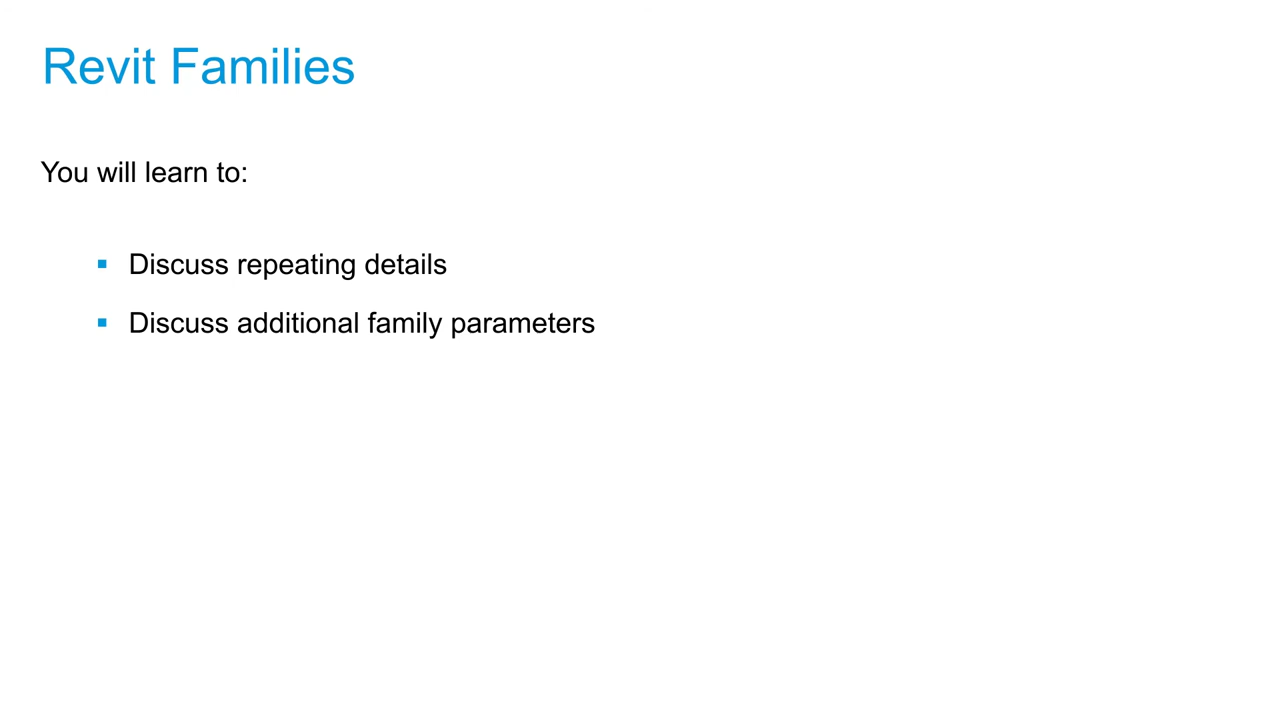 Revit Families
You will learn to:
▪ Discuss repeating details
▪ Discuss additional family parameters